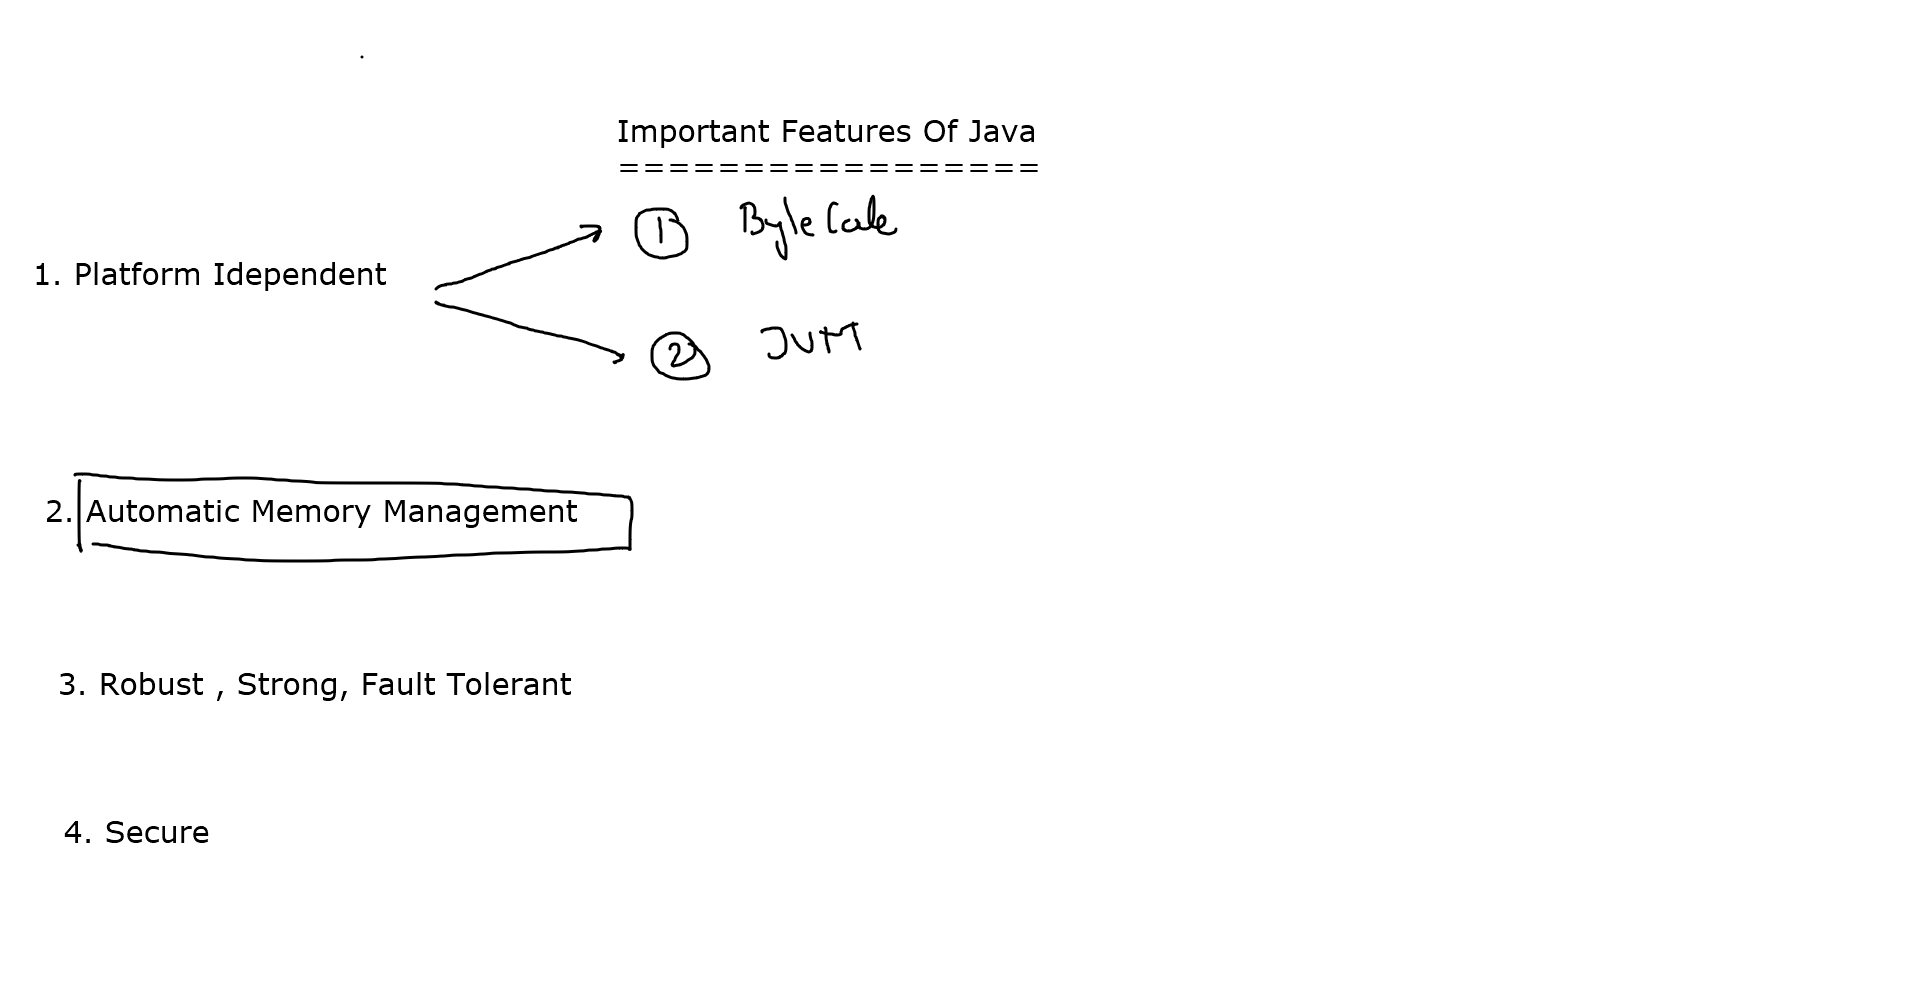 Important Features Of Java
=================
1 Byte Code
1. Platform Idependent
2 JVM
2. Automatic Memory Management
3. Robust , Strong, Fault Tolerant
4. Secure